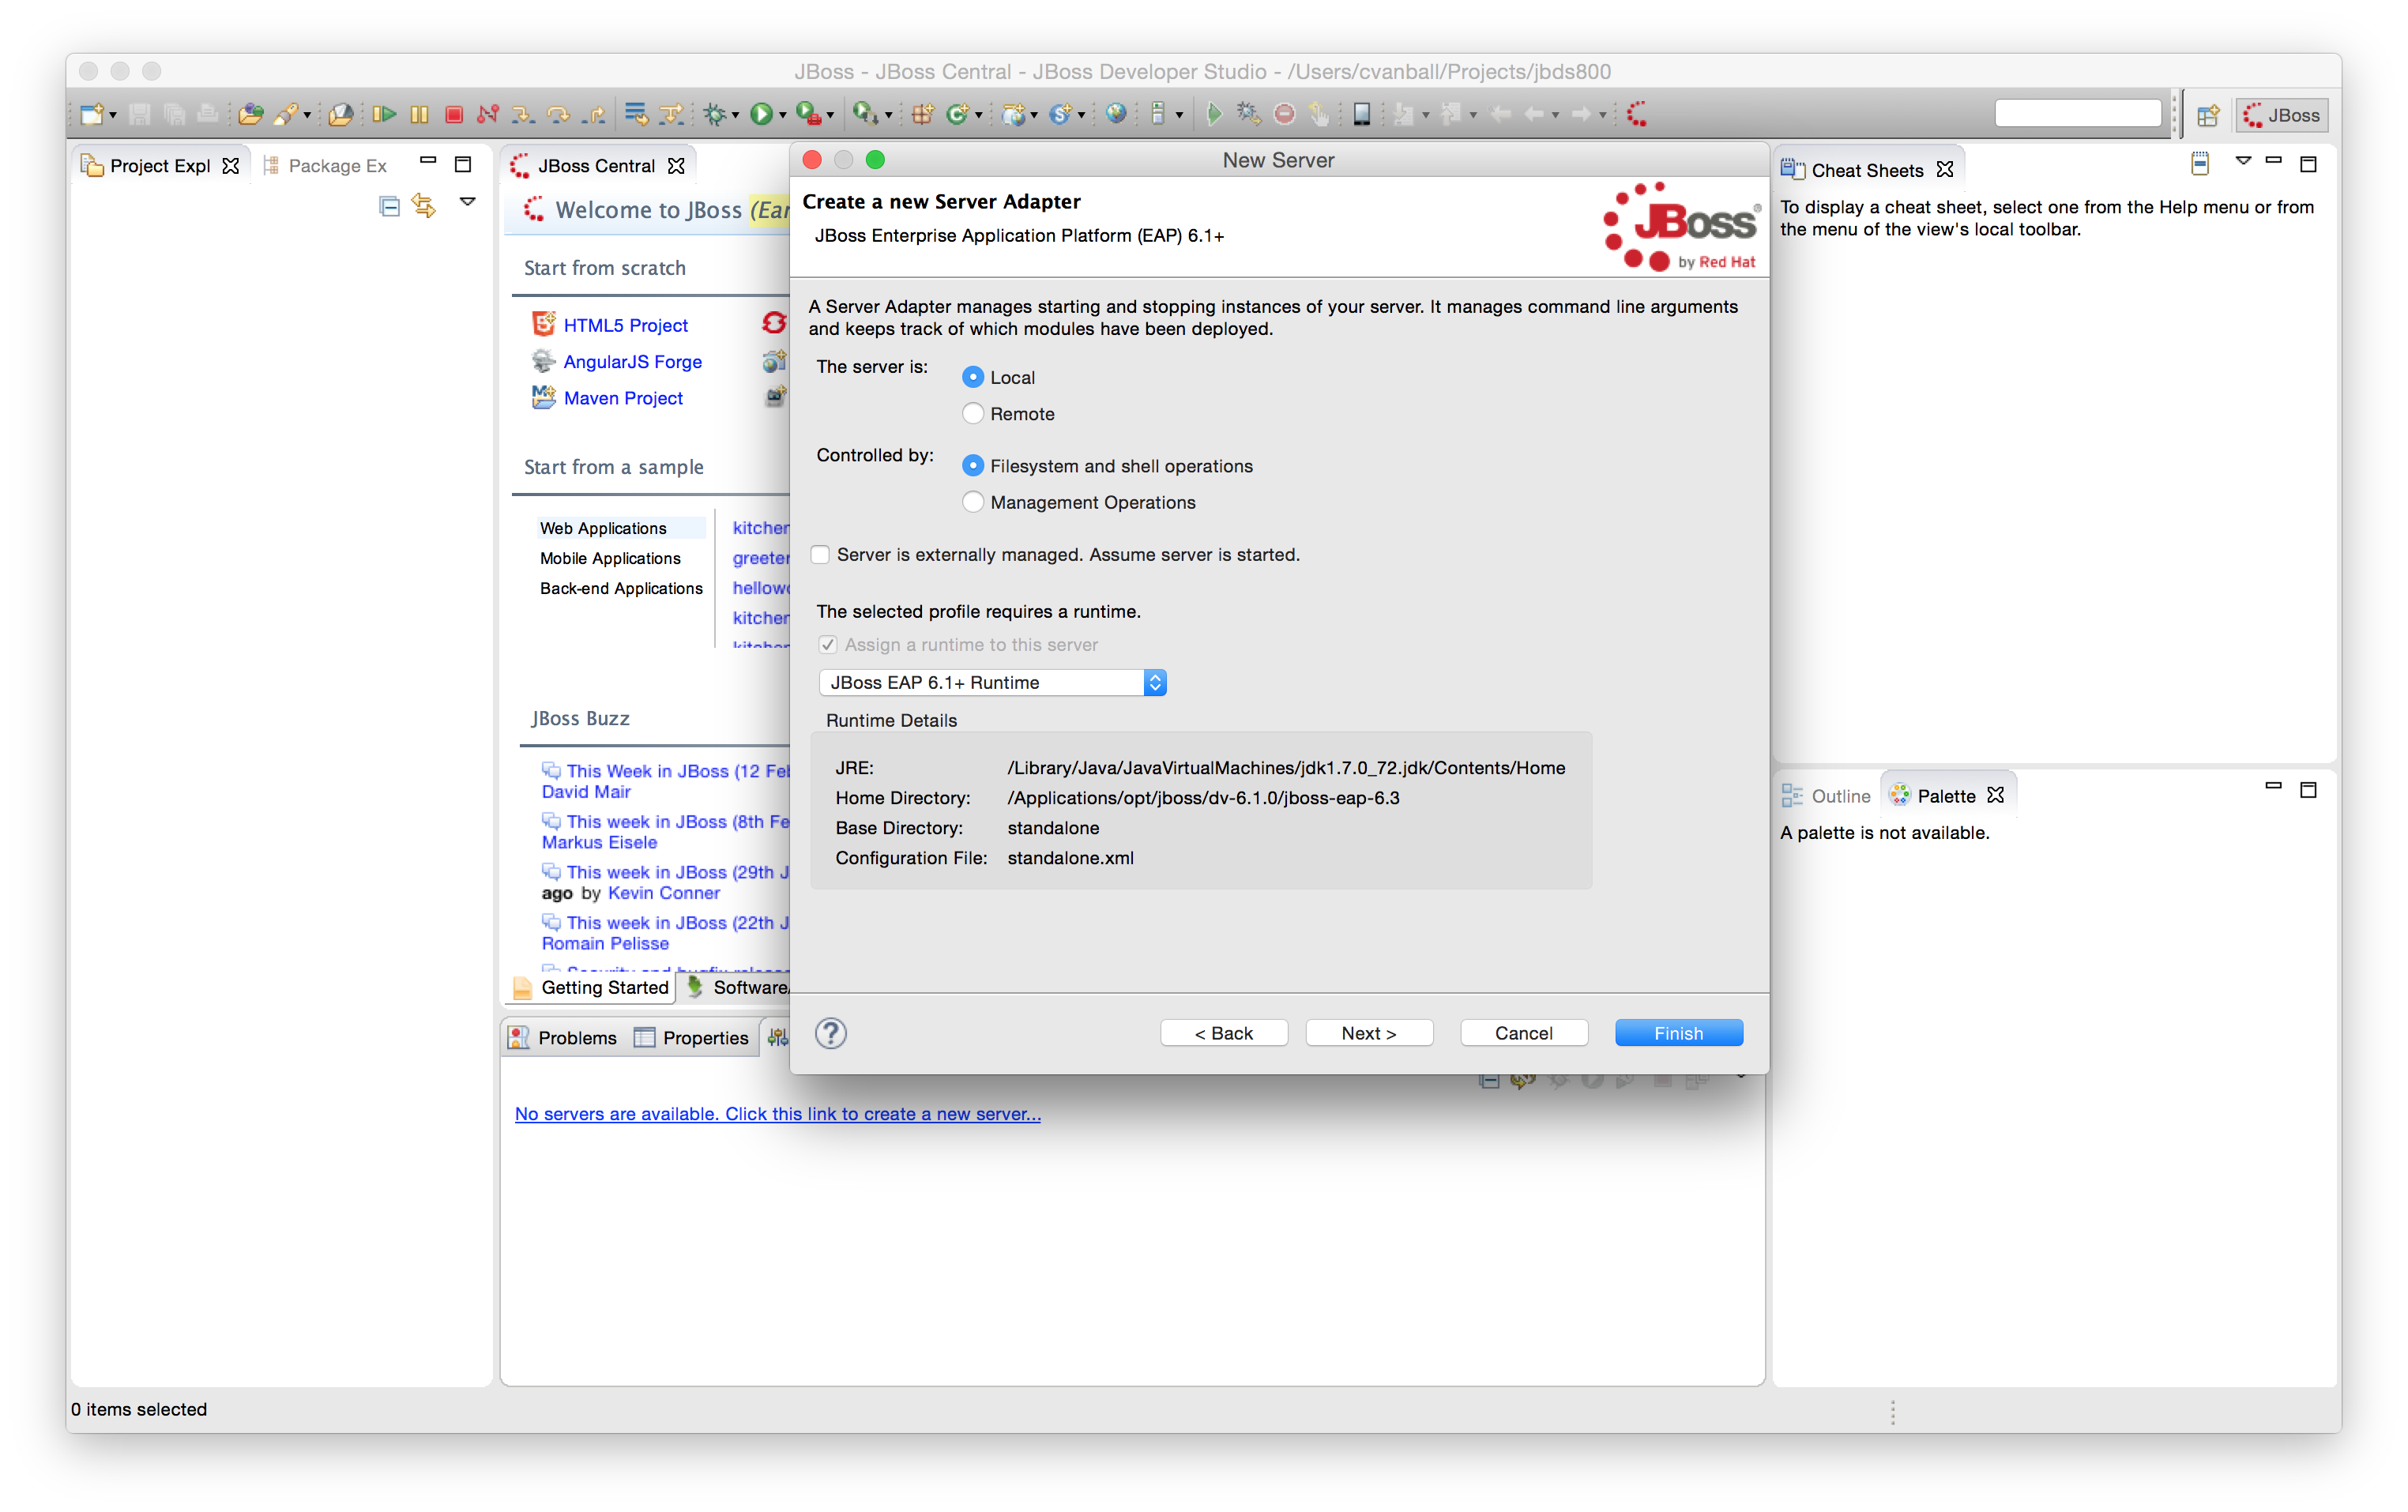 JBoss - JBoss Central - JBoss Developer Studio - /Users/cvanball/Projects/jbds800
JBoss
Project Expl
Package Ex
JBoss Central
Welcome to JBoss (Ear
Start from scratch
HTML5 Project
AngularJS Forge
Maven Project
Start from a sample
Web Applications
Mobile Applications
Back-end Applications
kitchen
greeter
hellowo
kitchen
kitchen
JBoss Buzz
This Week in JBoss (12 Feb
David Mair
This week in JBoss (8th Fe
Markus Eisele
This week in JBoss (29th J
ago by Kevin Conner
This week in JBoss (22th J
Romain Pelisse
Security and bugfix release
Getting Started
Software/
New Server
Create a new Server Adapter
JBoss Enterprise Application Platform (EAP) 6.1+
JBoss®
by Red Hat
A Server Adapter manages starting and stopping instances of your server. It manages command line arguments
and keeps track of which modules have been deployed.
The server is:
Local
Remote
Controlled by:
Filesystem and shell operations
Management Operations
Server is externally managed. Assume server is started.
The selected profile requires a runtime.
Assign a runtime to this server
JBoss EAP 6.1+ Runtime
Runtime Details
JRE: /Library/Java/JavaVirtualMachines/jdk1.7.0_72.jdk/Contents/Home
Home Directory: /Applications/opt/jboss/dv-6.1.0/jboss-eap-6.3
Base Directory: standalone
Configuration File: standalone.xml
?
< Back
Next >
Cancel
Finish
Problems
Properties
No servers are available. Click this link to create a new server...
Cheat Sheets
To display a cheat sheet, select one from the Help menu or from
the menu of the view's local toolbar.
Outline
Palette
A palette is not available.
0 items selected